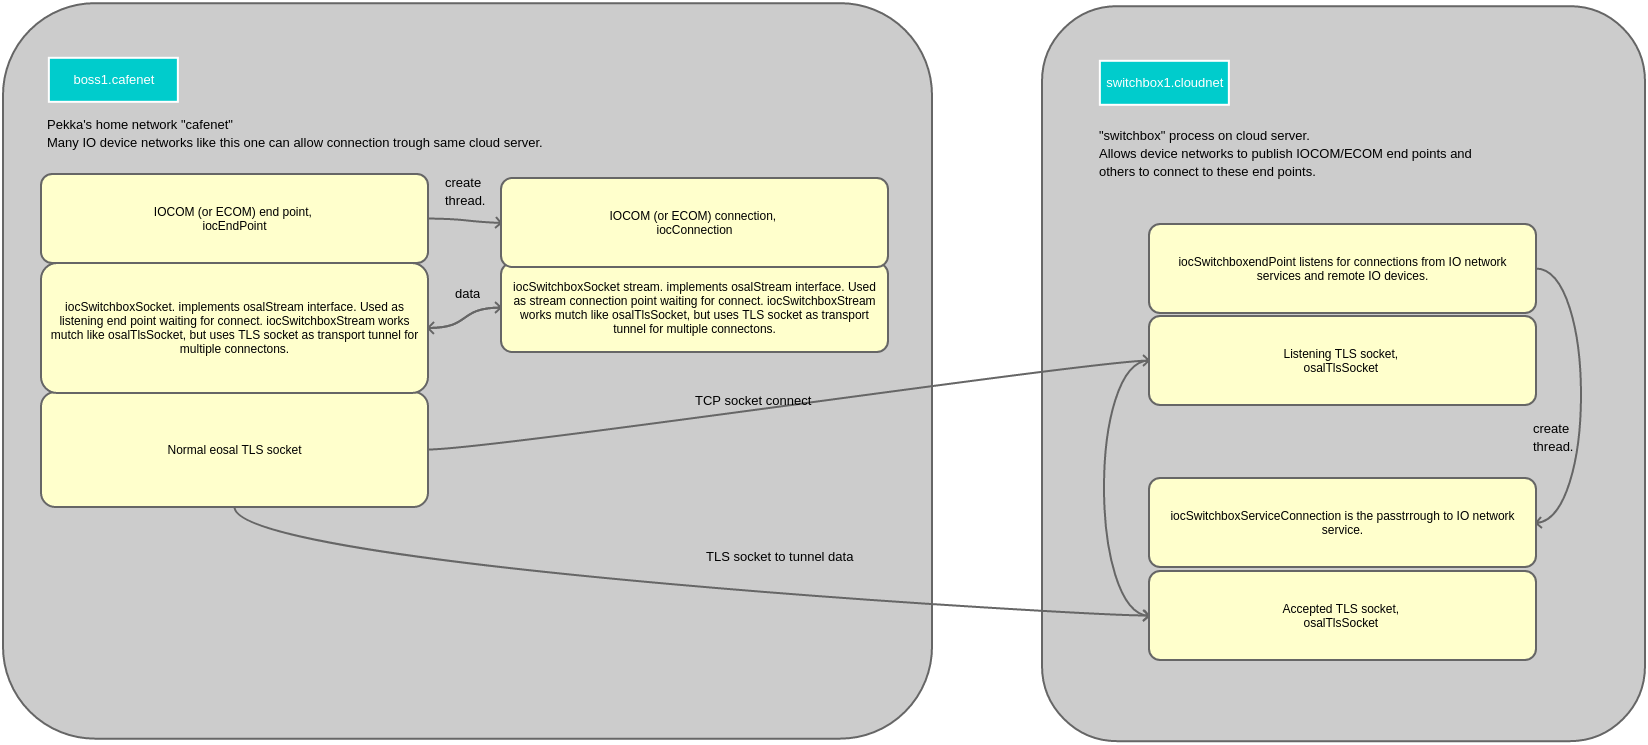 boss1.cafenet
Pekka's home network "cafenet"
Many IO device networks like this one can allow connection trough same cloud server.
IOCOM (or ECOM) end point,
iocEndPoint
create
thread.
IOCOM (or ECOM) connection,
iocConnection
iocSwitchboxSocket. implements osalStream interface. Used as
listening end point waiting for connect. iocSwitchboxStream works
mutch like osalTlsSocket, but uses TLS socket as transport tunnel for
multiple connectons.
data
iocSwitchboxSocket stream. implements osalStream interface. Used
as stream connection point waiting for connect. iocSwitchboxStream
works mutch like osalTlsSocket, but uses TLS socket as transport
tunnel for multiple connectons.
Normal eosal TLS socket
TCP socket connect
TLS socket to tunnel data
switchbox1.cloudnet
"switchbox" process on cloud server.
Allows device networks to publish IOCOM/ECOM end points and
others to connect to these end points.
iocSwitchboxendPoint listens for connections from IO network
services and remote IO devices.
Listening TLS socket,
osalTlsSocket
create
thread.
iocSwitchboxServiceConnection is the passtrrough to IO network
service.
Accepted TLS socket,
osalTlsSocket